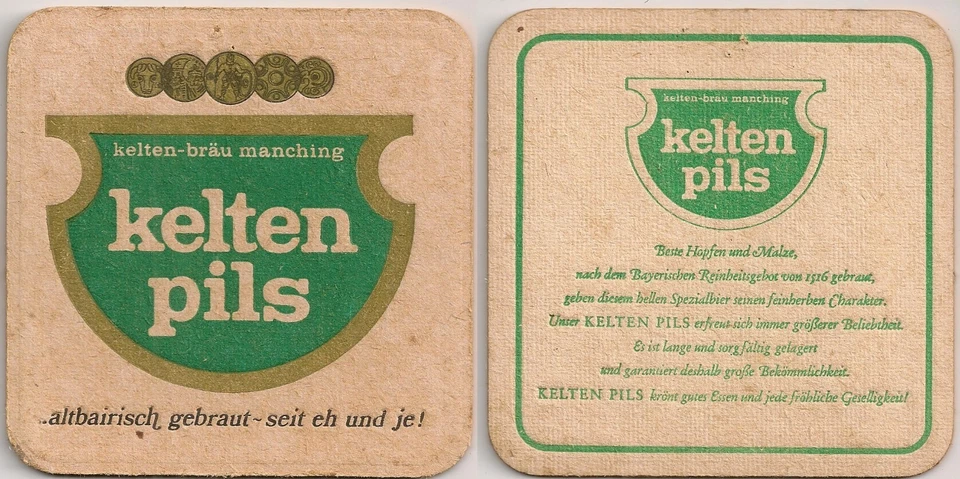 kelten-bräu manching
kelten
pils
..altbairisch gebraut~seit eh und je!
kelten-bräu manching
kelten
pils
Beste Hopfen und Malze,
nach dem Bayerischen Reinheitsgebot von 1516 gebraut,
geben diesem hellen Spezialbier seinen feinherben Charakter.
Unser KELTEN PILS erfreut sich immer größerer Beliebtheit.
Es ist lange und sorgfältig gelagert
und garantiert deshalb große Bekömmlichkeit.
KELTEN PILS krönt gutes Essen und jede fröhliche Geselligkeit!